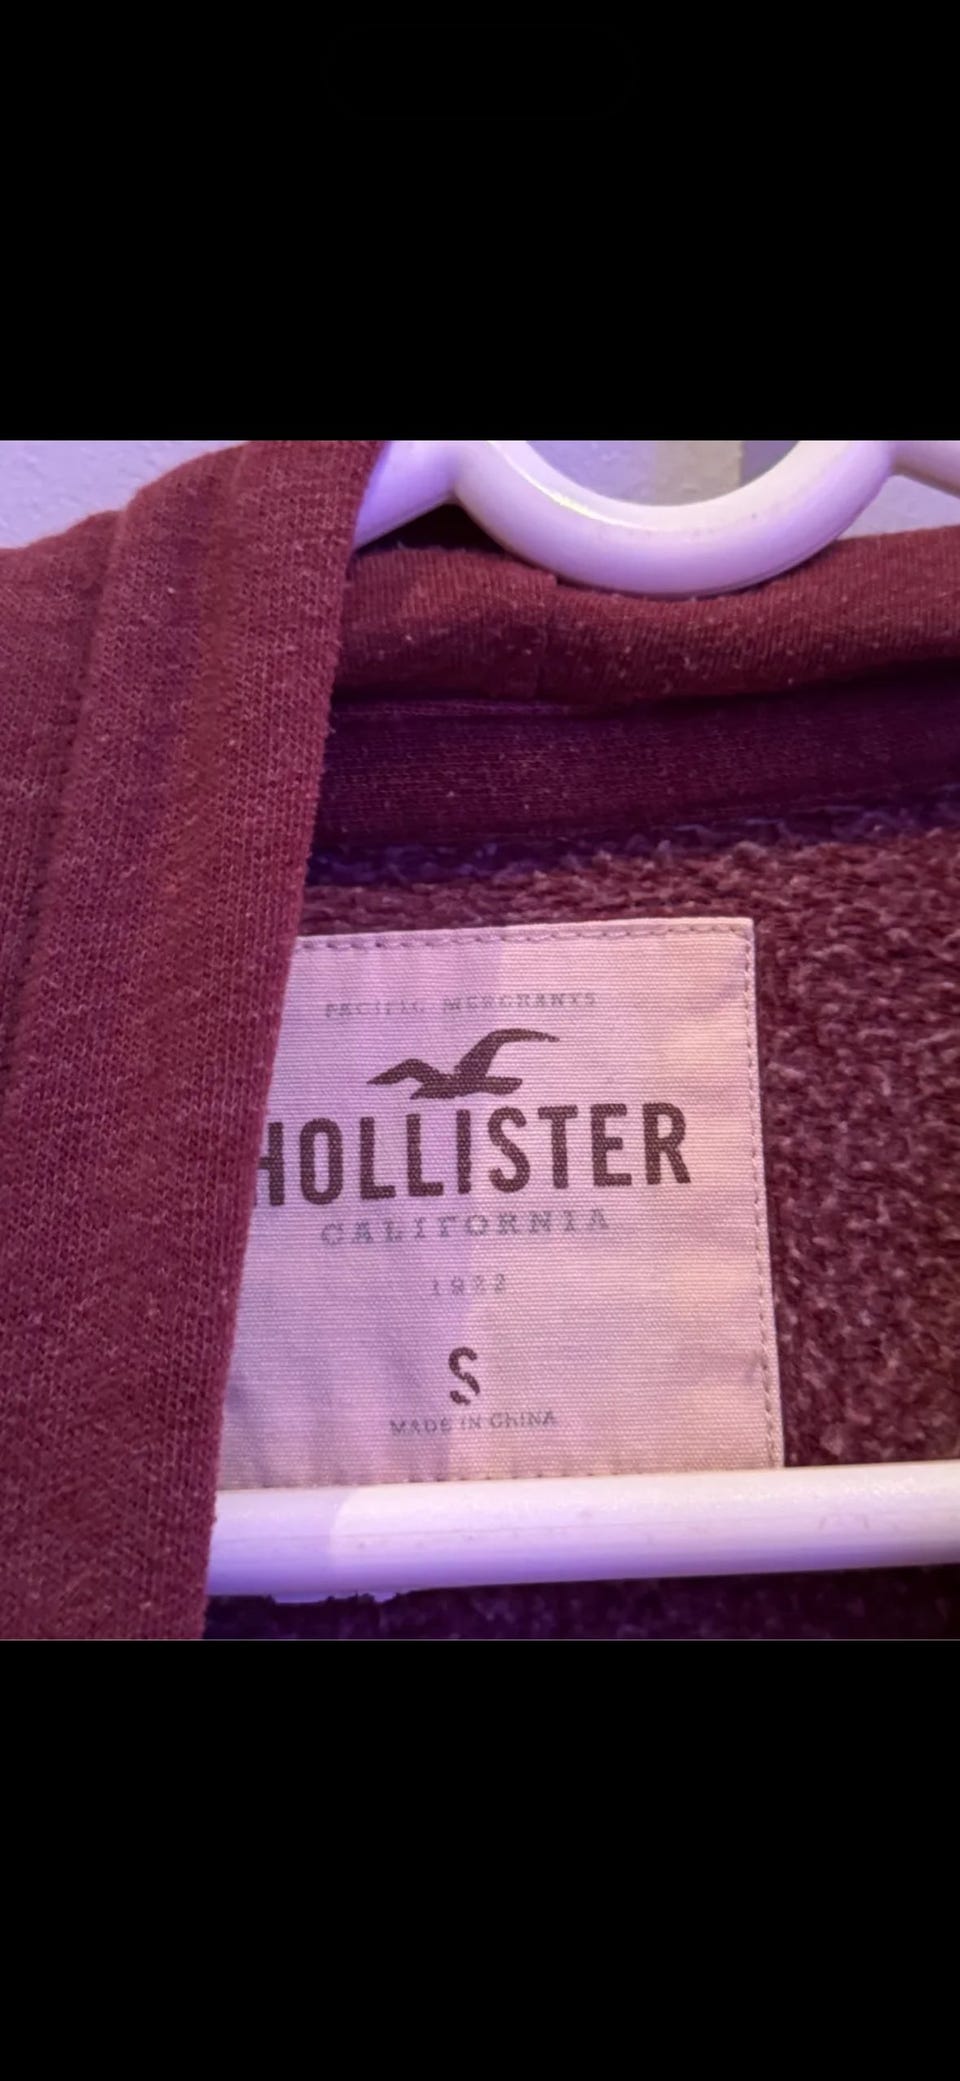 PACIFIC MERCHANTS
HOLLISTER
CALIFORNIA
1922
S
MADE IN CHINA